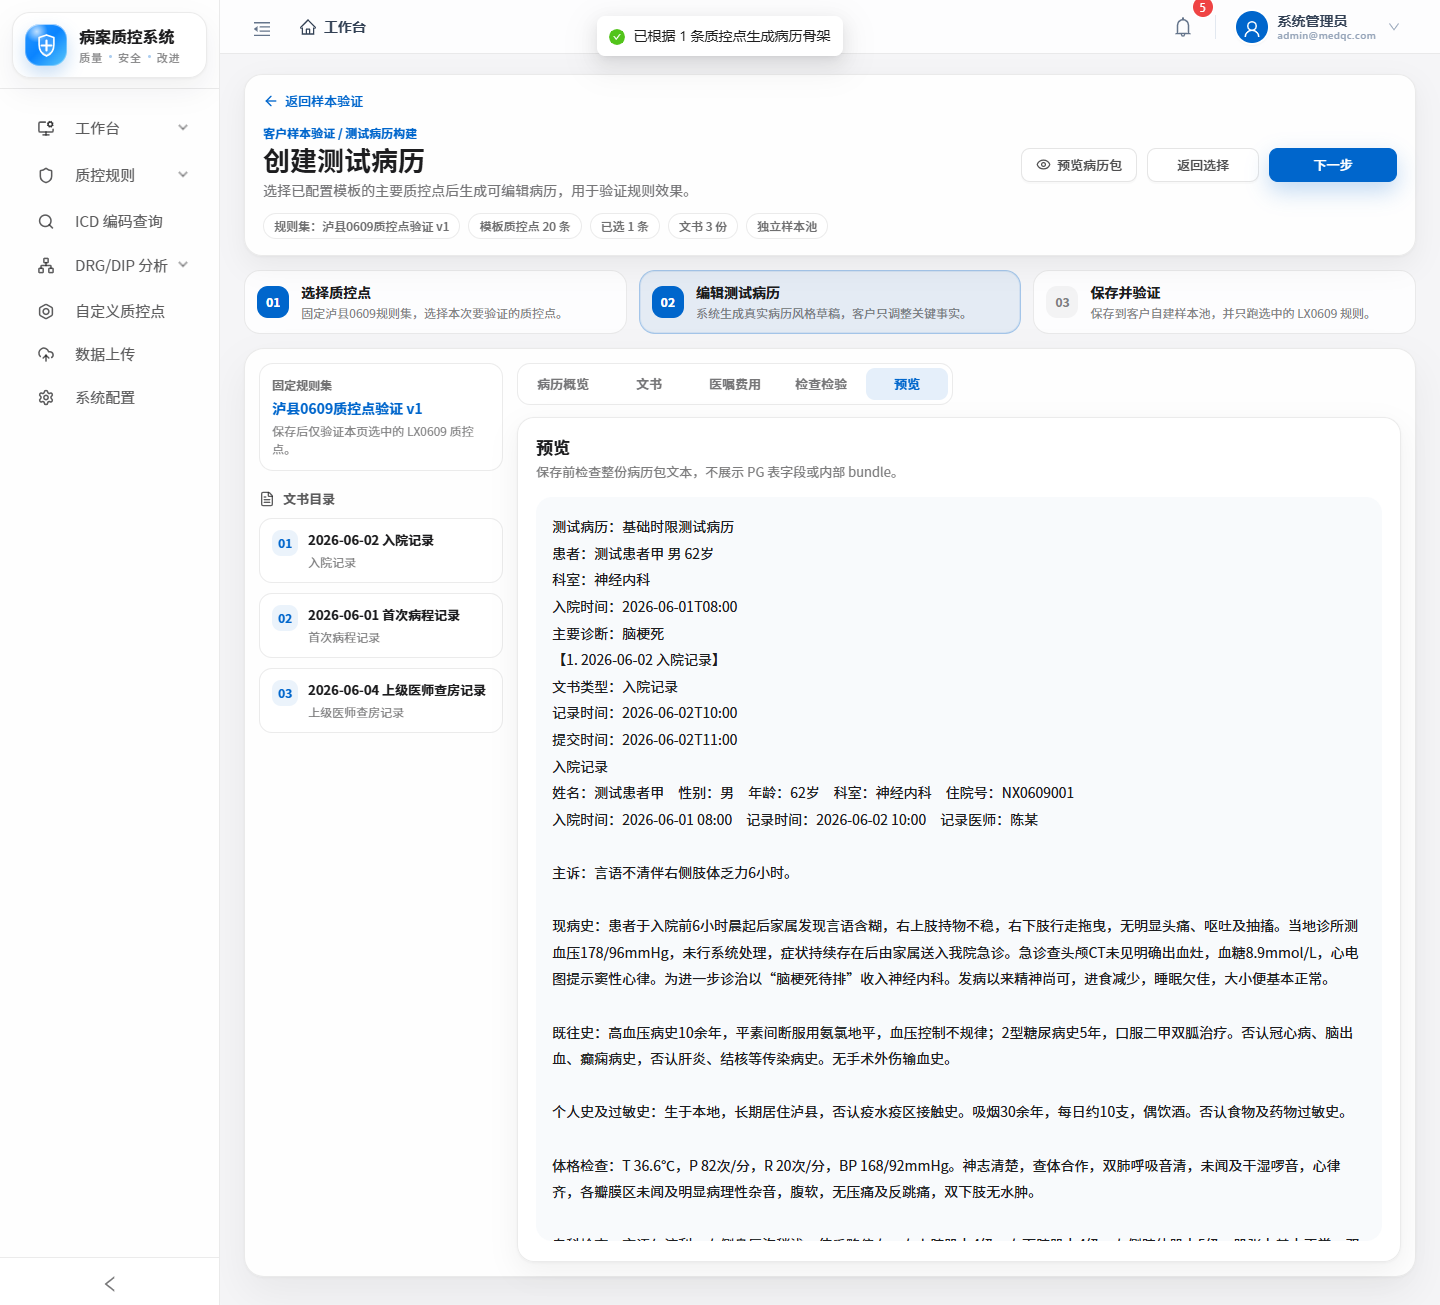 病案质控系统
质量 • 安全 • 改进
工作台
质控规则
ICD 编码查询
DRG/DIP 分析
自定义质控点
数据上传
系统配置
工作台
已根据 1 条质控点生成病历骨架
5
系统管理员
admin@medqc.com
返回样本验证
客户样本验证 / 测试病历构建
创建测试病历
选择已配置模板的主要质控点后生成可编辑病历，用于验证规则效果。
规则集：泸县0609质控点验证 v1
模板质控点 20 条
已选 1 条
文书 3 份
独立样本池
预览病历包
返回选择
下一步
01
选择质控点
固定泸县0609规则集，选择本次要验证的质控点。
02
编辑测试病历
系统生成真实病历风格草稿，客户只调整关键事实。
03
保存并验证
保存到客户自建样本池，并只跑选中的 LX0609 规则。
固定规则集
泸县0609质控点验证 v1
保存后仅验证本页选中的 LX0609 质控
点。
文书目录
01
2026-06-02 入院记录
入院记录
02
2026-06-01 首次病程记录
首次病程记录
03
2026-06-04 上级医师查房记录
上级医师查房记录
病历概览
文书
医嘱费用
检查检验
预览
预览
保存前检查整份病历包文本，不展示 PG 表字段或内部 bundle。
测试病历：基础时限测试病历
患者：测试患者甲 男 62岁
科室：神经内科
入院时间：2026-06-01T08:00
主要诊断：脑梗死
【1. 2026-06-02 入院记录】
文书类型：入院记录
记录时间：2026-06-02T10:00
提交时间：2026-06-02T11:00
入院记录
姓名：测试患者甲　性别：男　年龄：62岁　科室：神经内科　住院号：NX0609001
入院时间：2026-06-01 08:00　记录时间：2026-06-02 10:00　记录医师：陈某
主诉：言语不清伴右侧肢体乏力6小时。
现病史：患者于入院前6小时晨起后家属发现言语含糊，右上肢持物不稳，右下肢行走拖曳，无明显头痛、呕吐及抽搐。当地诊所测
血压178/96mmHg，未行系统处理，症状持续存在后由家属送入我院急诊。急诊查头颅CT未见明确出血灶，血糖8.9mmol/L，心电
图提示窦性心律。为进一步诊治以“脑梗死待排”收入神经内科。发病以来精神尚可，进食减少，睡眠欠佳，大小便基本正常。
既往史：高血压病史10余年，平素间断服用氨氯地平，血压控制不规律；2型糖尿病史5年，口服二甲双胍治疗。否认冠心病、脑出
血、癫痫病史，否认肝炎、结核等传染病史。无手术外伤输血史。
个人史及过敏史：生于本地，长期居住泸县，否认疫水疫区接触史。吸烟30余年，每日约10支，偶饮酒。否认食物及药物过敏史。
体格检查：T 36.6℃，P 82次/分，R 20次/分，BP 168/92mmHg。神志清楚，查体合作，双肺呼吸音清，未闻及干湿啰音，心律
齐，各瓣膜区未闻及明显病理性杂音，腹软，无压痛及反跳痛，双下肢无水肿。